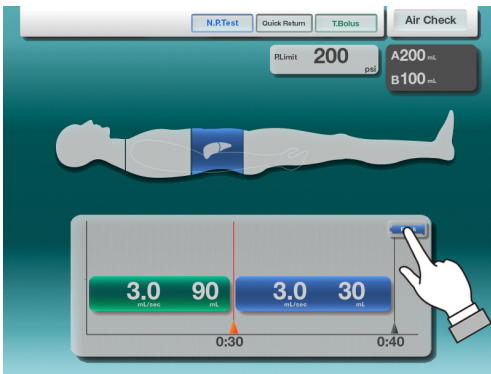 N.P.Test Quick Return T.Bolus Air Check
P.Limit 200 psi
A200 mL
B100 mL
3.0 mL/sec 90 mL
3.0 mL/sec 30 mL
0:30 0:40